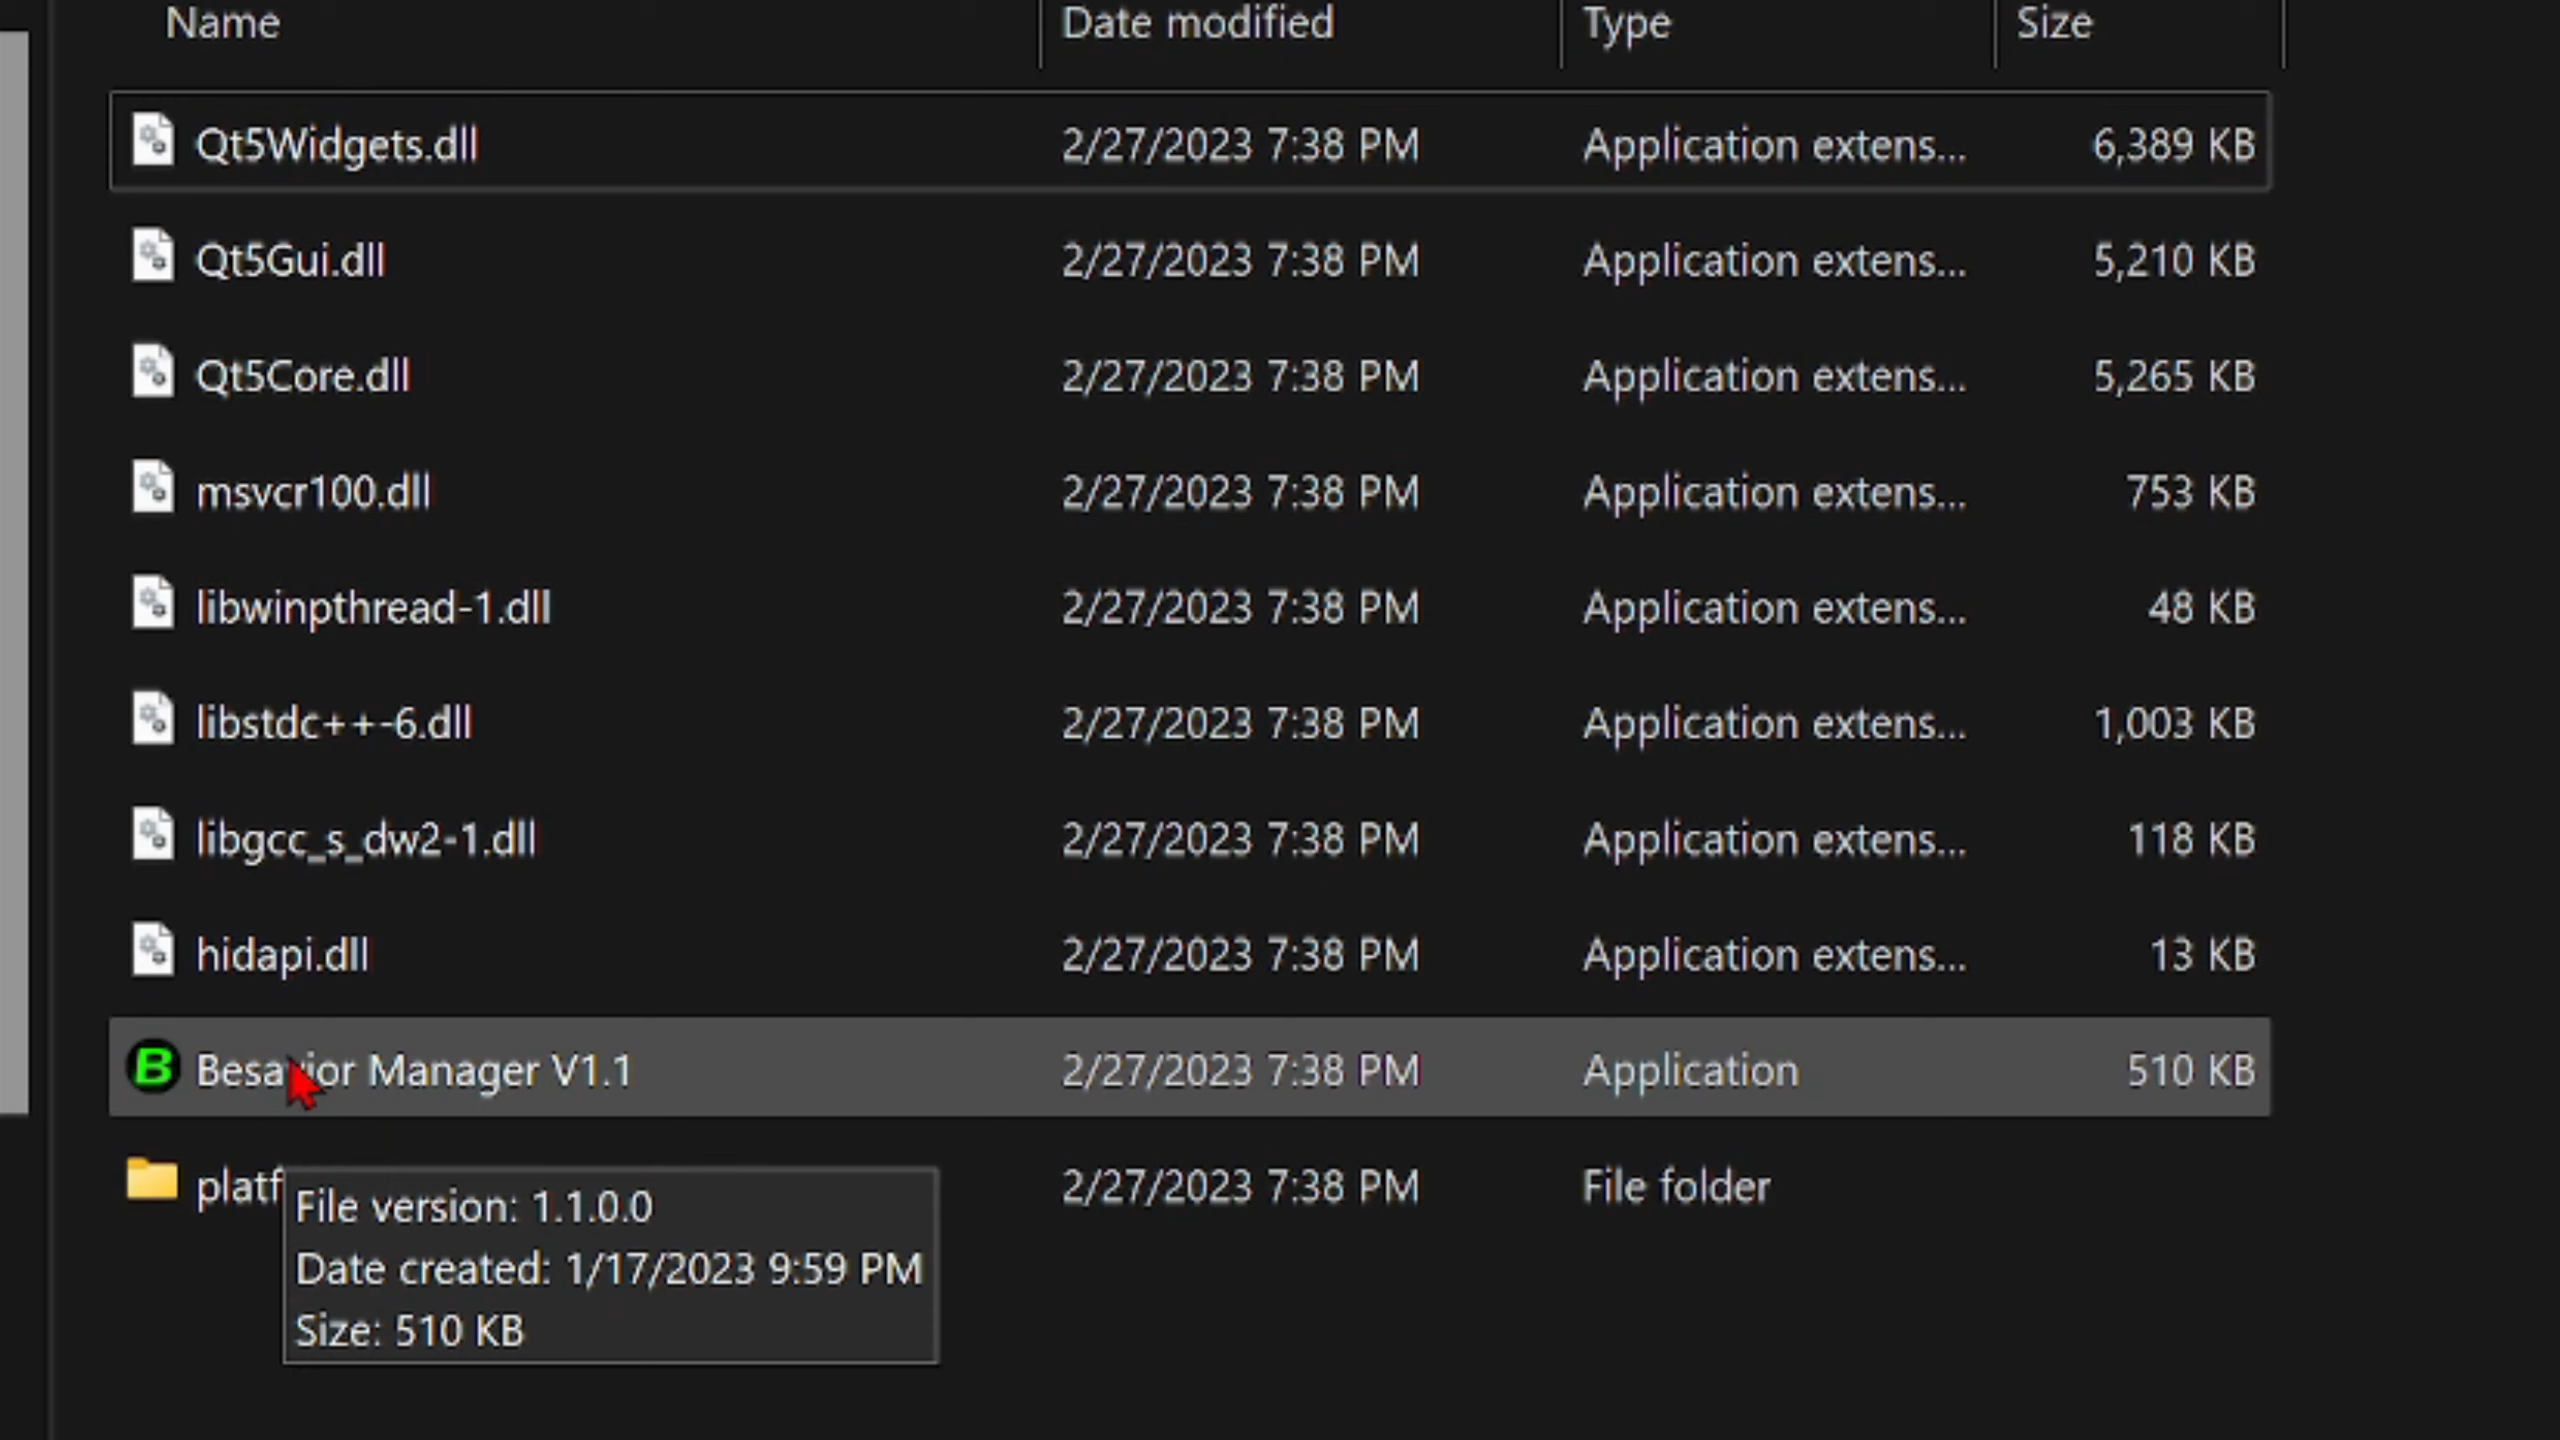 Name Date modified Type Size
Qt5Widgets.dll 2/27/2023 7:38 PM Application extens... 6,389 KB
Qt5Gui.dll 2/27/2023 7:38 PM Application extens... 5,210 KB
Qt5Core.dll 2/27/2023 7:38 PM Application extens... 5,265 KB
msvcr100.dll 2/27/2023 7:38 PM Application extens... 753 KB
libwinpthread-1.dll 2/27/2023 7:38 PM Application extens... 48 KB
libstdc++-6.dll 2/27/2023 7:38 PM Application extens... 1,003 KB
libgcc_s_dw2-1.dll 2/27/2023 7:38 PM Application extens... 118 KB
hidapi.dll 2/27/2023 7:38 PM Application extens... 13 KB
B Besavior Manager V1.1 2/27/2023 7:38 PM Application 510 KB
platf 2/27/2023 7:38 PM File folder
File version: 1.1.0.0
Date created: 1/17/2023 9:59 PM
Size: 510 KB